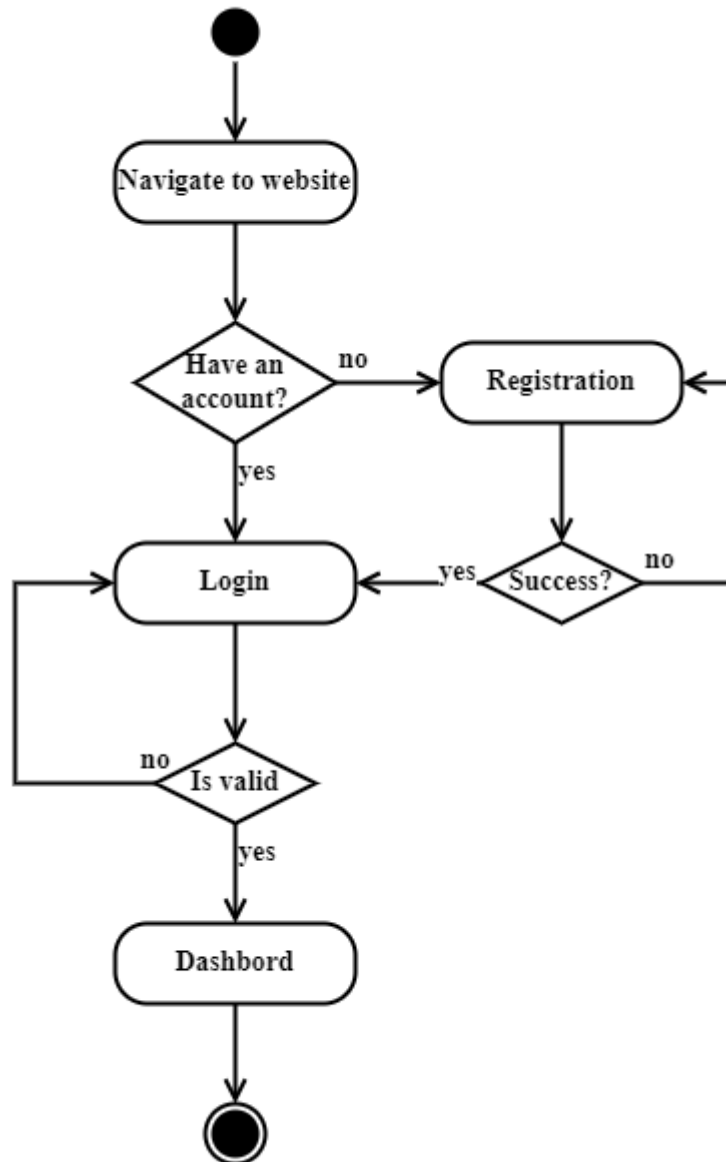 Navigate to website
Have an
account?
no
Registration
yes
Login
yes
Success?
no
no
Is valid
yes
Dashbord